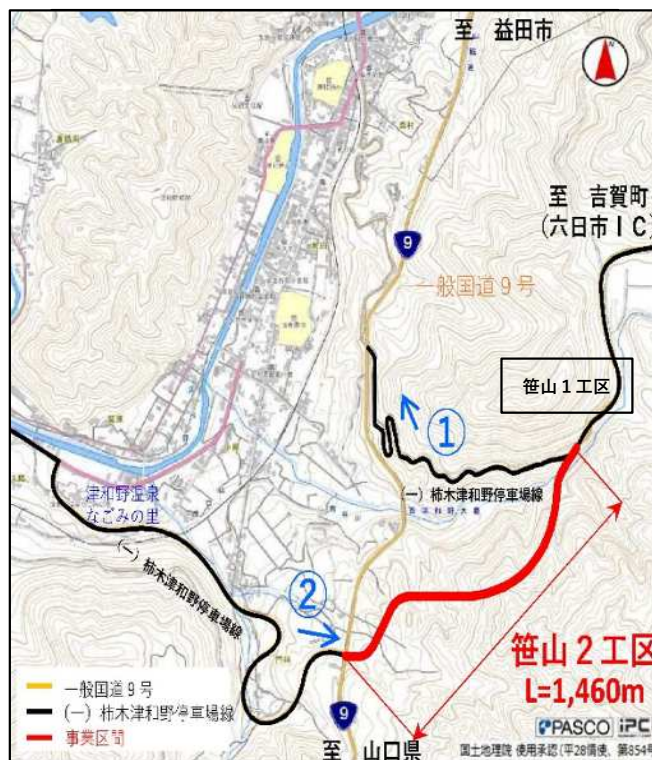 至 益田市
9
至 吉賀町
(六日市IC)
一般国道9号
笹山1工区
①
(一)柿木津和野停車場線
津和野温泉
なごみの里
(一)柿木津和野停車場線
②
笹山2工区
L=1,460m
一般国道9号
(一)柿木津和野停車場線
事業区間
9
至 山口県
PASCO iPC
国土地理院 使用承認(平28情使、第854号